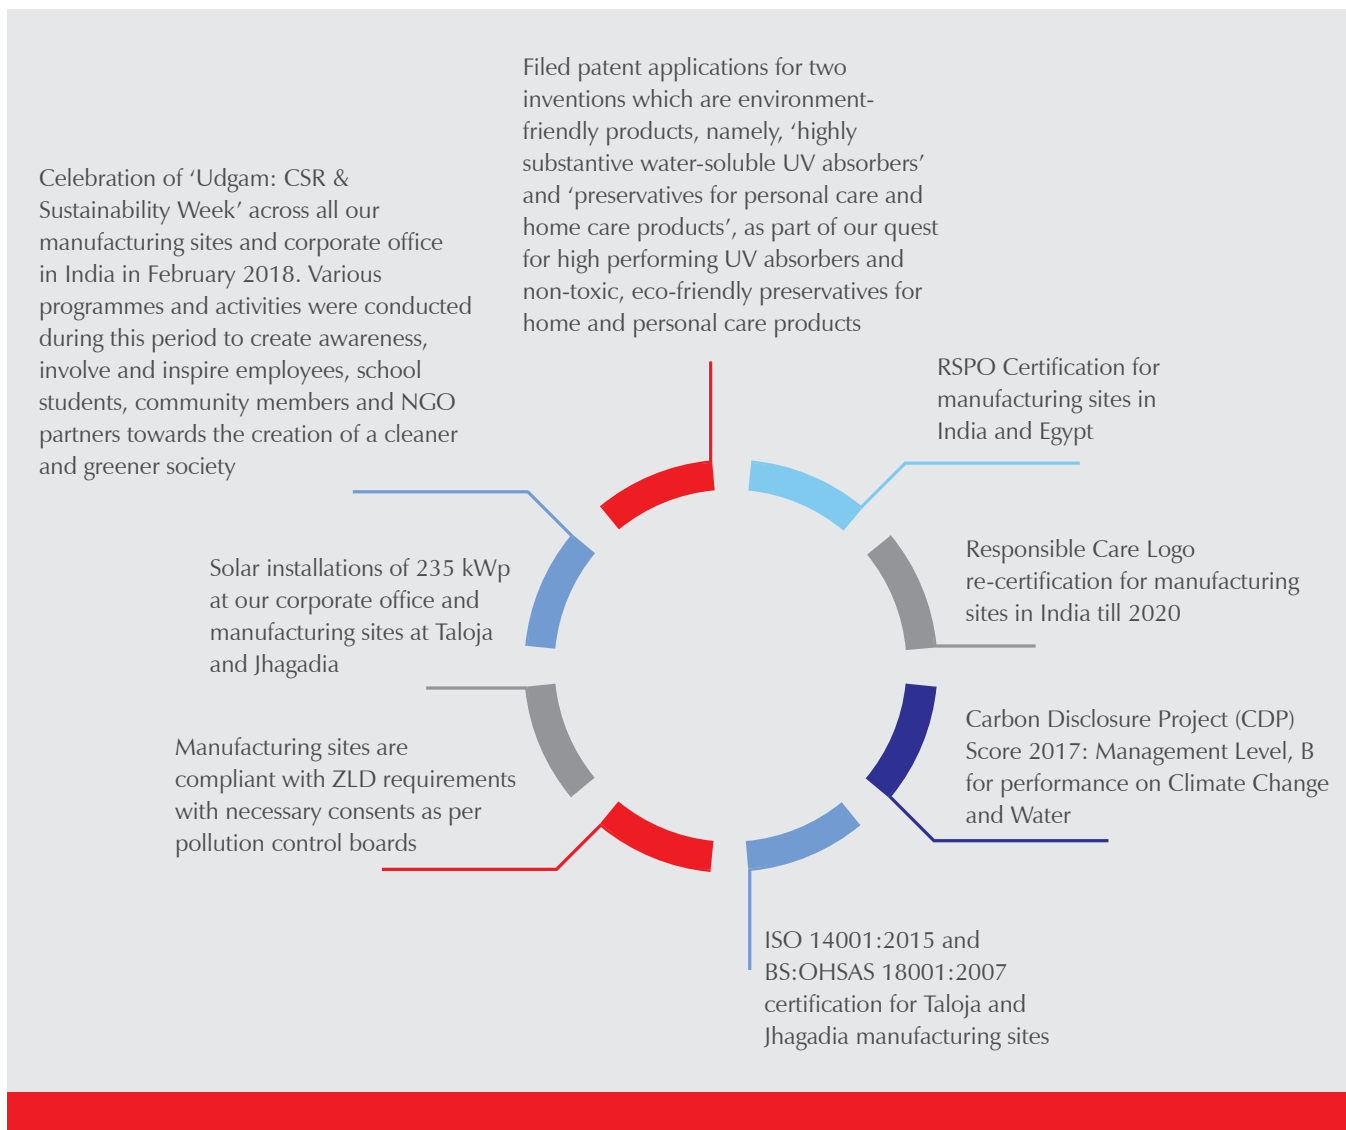 Filed patent applications for two
inventions which are environment-
friendly products, namely, ‘highly
substantive water-soluble UV absorbers’
and ‘preservatives for personal care and
home care products’, as part of our quest
for high performing UV absorbers and
non-toxic, eco-friendly preservatives for
home and personal care products
Celebration of ‘Udgam: CSR &
Sustainability Week’ across all our
manufacturing sites and corporate office
in India in February 2018. Various
programmes and activities were conducted
during this period to create awareness,
involve and inspire employees, school
students, community members and NGO
partners towards the creation of a cleaner
and greener society
RSPO Certification for
manufacturing sites in
India and Egypt
Responsible Care Logo
re-certification for manufacturing
sites in India till 2020
Solar installations of 235 kWp
at our corporate office and
manufacturing sites at Taloja
and Jhagadia
Carbon Disclosure Project (CDP)
Score 2017: Management Level, B
for performance on Climate Change
and Water
Manufacturing sites are
compliant with ZLD requirements
with necessary consents as per
pollution control boards
ISO 14001:2015 and
BS:OHSAS 18001:2007
certification for Taloja and
Jhagadia manufacturing sites